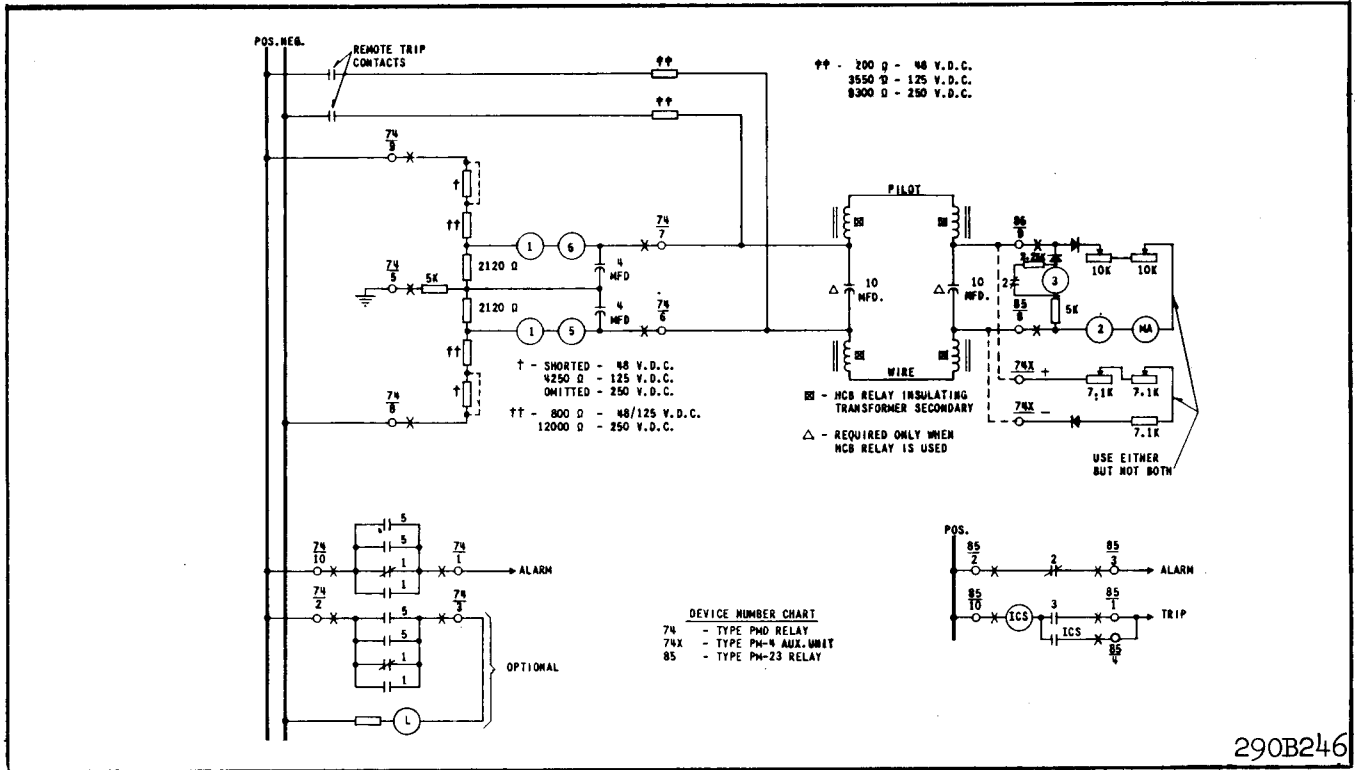 POS. NEG.
REMOTE TRIP
CONTACTS
††
††
†† - 200 Ω - 48 V.D.C.
3550 Ω - 125 V.D.C.
8300 Ω - 250 V.D.C.
74
9
†
††
74
7
1
6
2120 Ω
4
MFD
74
5
5K
2120 Ω
4
MFD
74
6
1
5
††
†
74
8
† - SHORTED - 48 V.D.C.
4250 Ω - 125 V.D.C.
OMITTED - 250 V.D.C.
†† - 800 Ω - 48/125 V.D.C.
12000 Ω - 250 V.D.C.
PILOT
WIRE
10
MFD.
10
MFD.
- HCB RELAY INSULATING
TRANSFORMER SECONDARY
△ - REQUIRED ONLY WHEN
HCB RELAY IS USED
9
10K
10K
2
3
5K
85
2
MA
74X +
7.1K
7.1K
74X -
7.1K
USE EITHER
BUT NOT BOTH
5
5
1
1
74
10
74
1
ALARM
74
2
74
3
5
5
1
1
OPTIONAL
L
DEVICE NUMBER CHART
74 - TYPE PMD RELAY
74X - TYPE PM-4 AUX. UNIT
85 - TYPE PM-23 RELAY
POS.
85
2
2
85
3
ALARM
85
10
ICS
3
85
1
TRIP
ICS
85
4
290B246